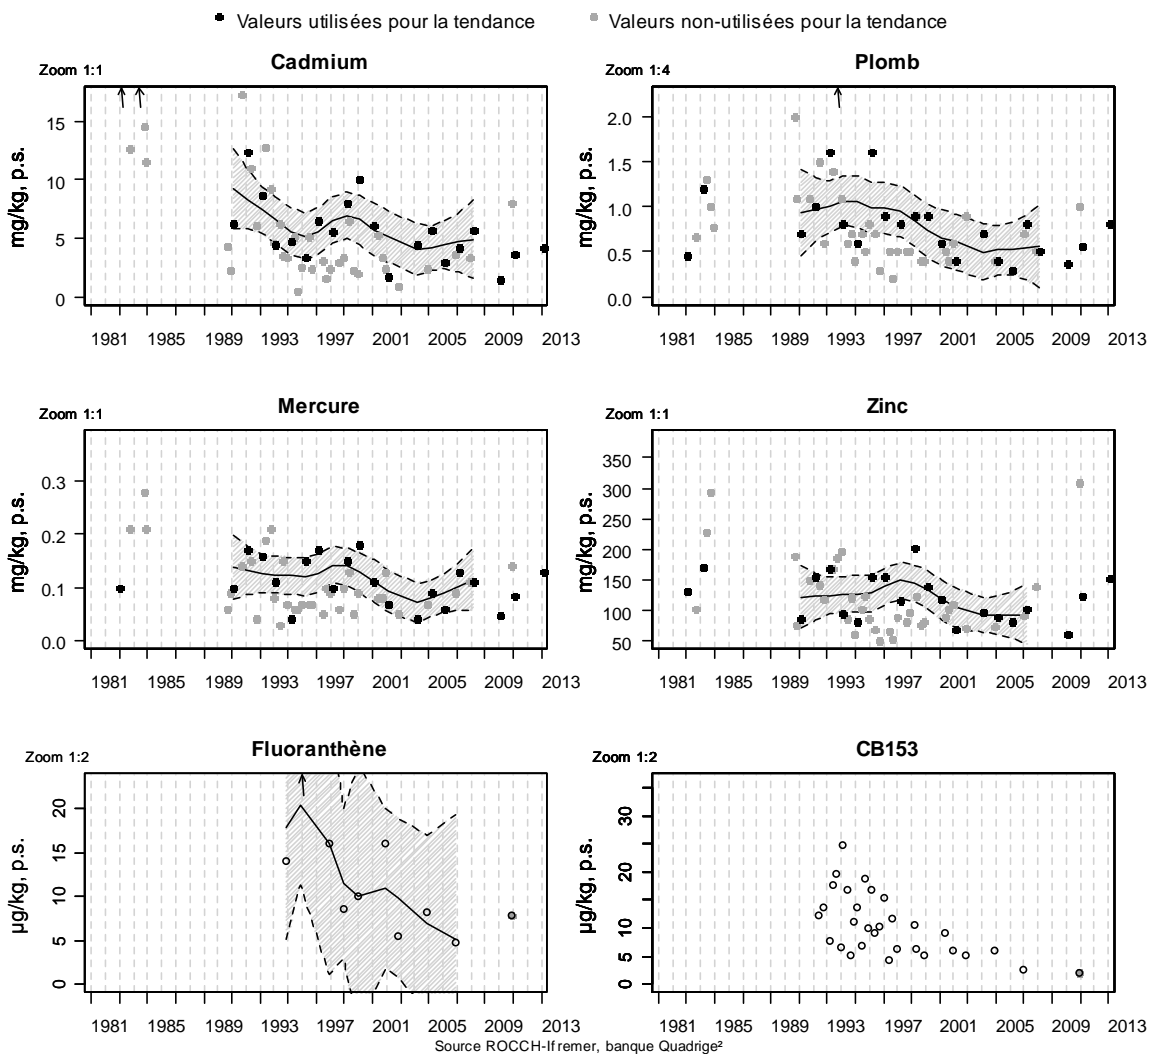 Valeurs utilisées pour la tendance
Valeurs non-utilisées pour la tendance
Zoom 1:1
Cadmium
mg/kg, p.s.
15
10
5
0
1981 1985 1989 1993 1997 2001 2005 2009 2013
Zoom 1:4
Plomb
mg/kg, p.s.
2.0
1.5
1.0
0.5
0.0
1981 1985 1989 1993 1997 2001 2005 2009 2013
Zoom 1:1
Mercure
mg/kg, p.s.
0.3
0.2
0.1
0.0
1981 1985 1989 1993 1997 2001 2005 2009 2013
Zoom 1:1
Zinc
mg/kg, p.s.
350
300
250
200
150
100
50
1981 1985 1989 1993 1997 2001 2005 2009 2013
Zoom 1:2
Fluoranthène
µg/kg, p.s.
20
15
10
5
0
1981 1985 1989 1993 1997 2001 2005 2009 2013
Zoom 1:2
CB153
µg/kg, p.s.
30
20
10
5
0
1981 1985 1989 1993 1997 2001 2005 2009 2013
Source ROCCH-Ifremer, banque Quadrige²